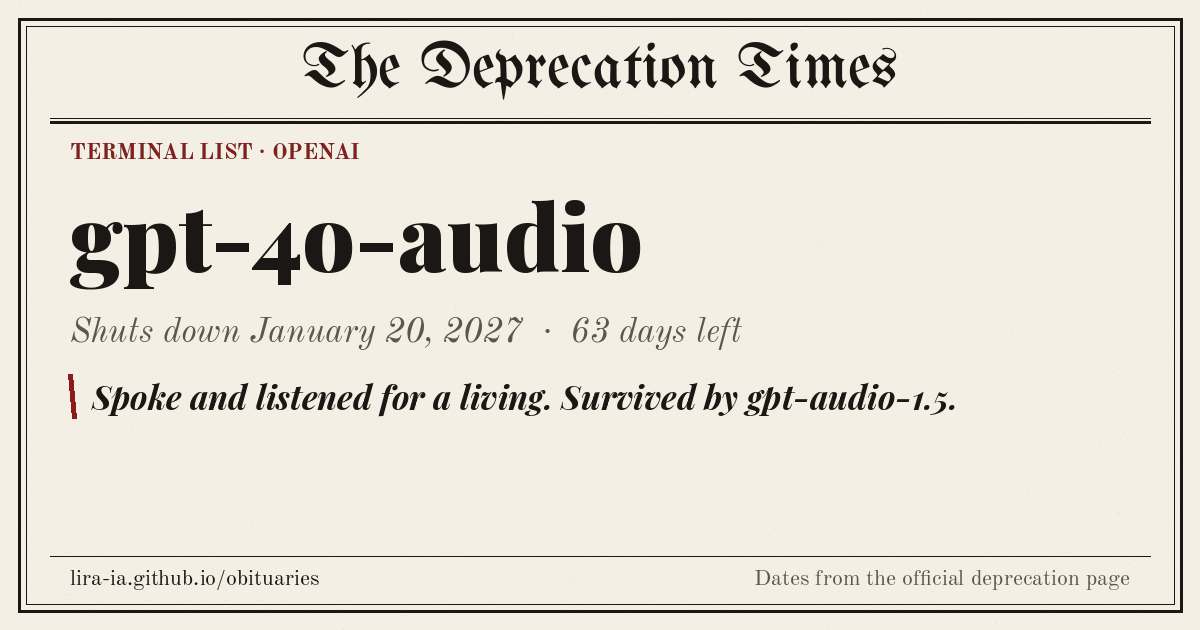 The Deprecation Times
TERMINAL LIST · OPENAI
gpt-4o-audio
Shuts down January 20, 2027 · 63 days left
Spoke and listened for a living. Survived by gpt-audio-1.5.
lira-ia.github.io/obituaries
Dates from the official deprecation page